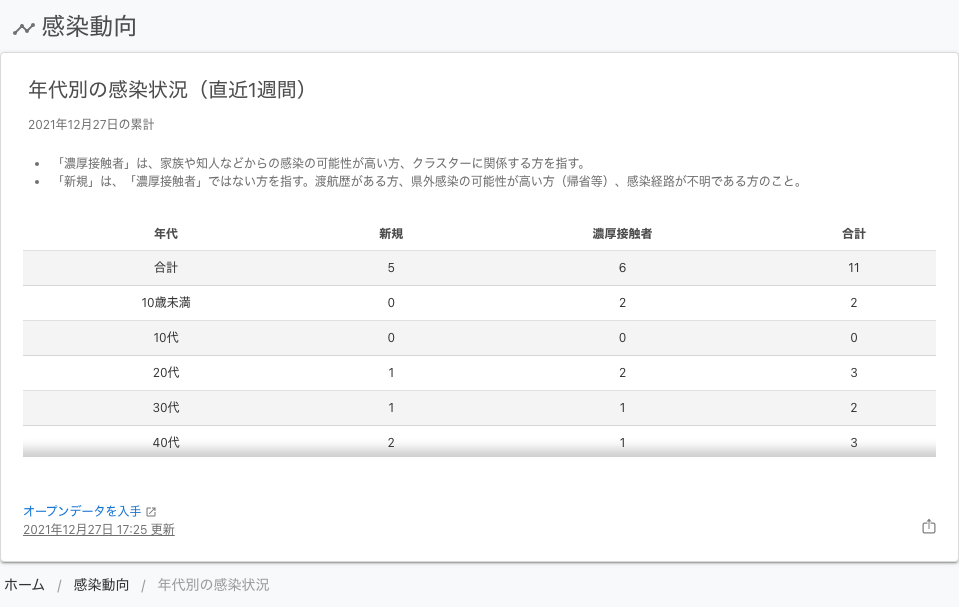 感染動向
年代別の感染状況（直近1週間）
2021年12月27日の累計
• 「濃厚接触者」は、家族や知人などからの感染の可能性が高い方、クラスターに関係する方を指す。
• 「新規」は、「濃厚接触者」ではない方を指す。渡航歴がある方、県外感染の可能性が高い方（帰省等）、感染経路が不明である方のこと。
年代 新規 濃厚接触者 合計
合計 5 6 11
10歳未満 0 2 2
10代 0 0 0
20代 1 2 3
30代 1 1 2
40代 2 1 3
オープンデータを入手
2021年12月27日 17:25 更新
ホーム / 感染動向 / 年代別の感染状況